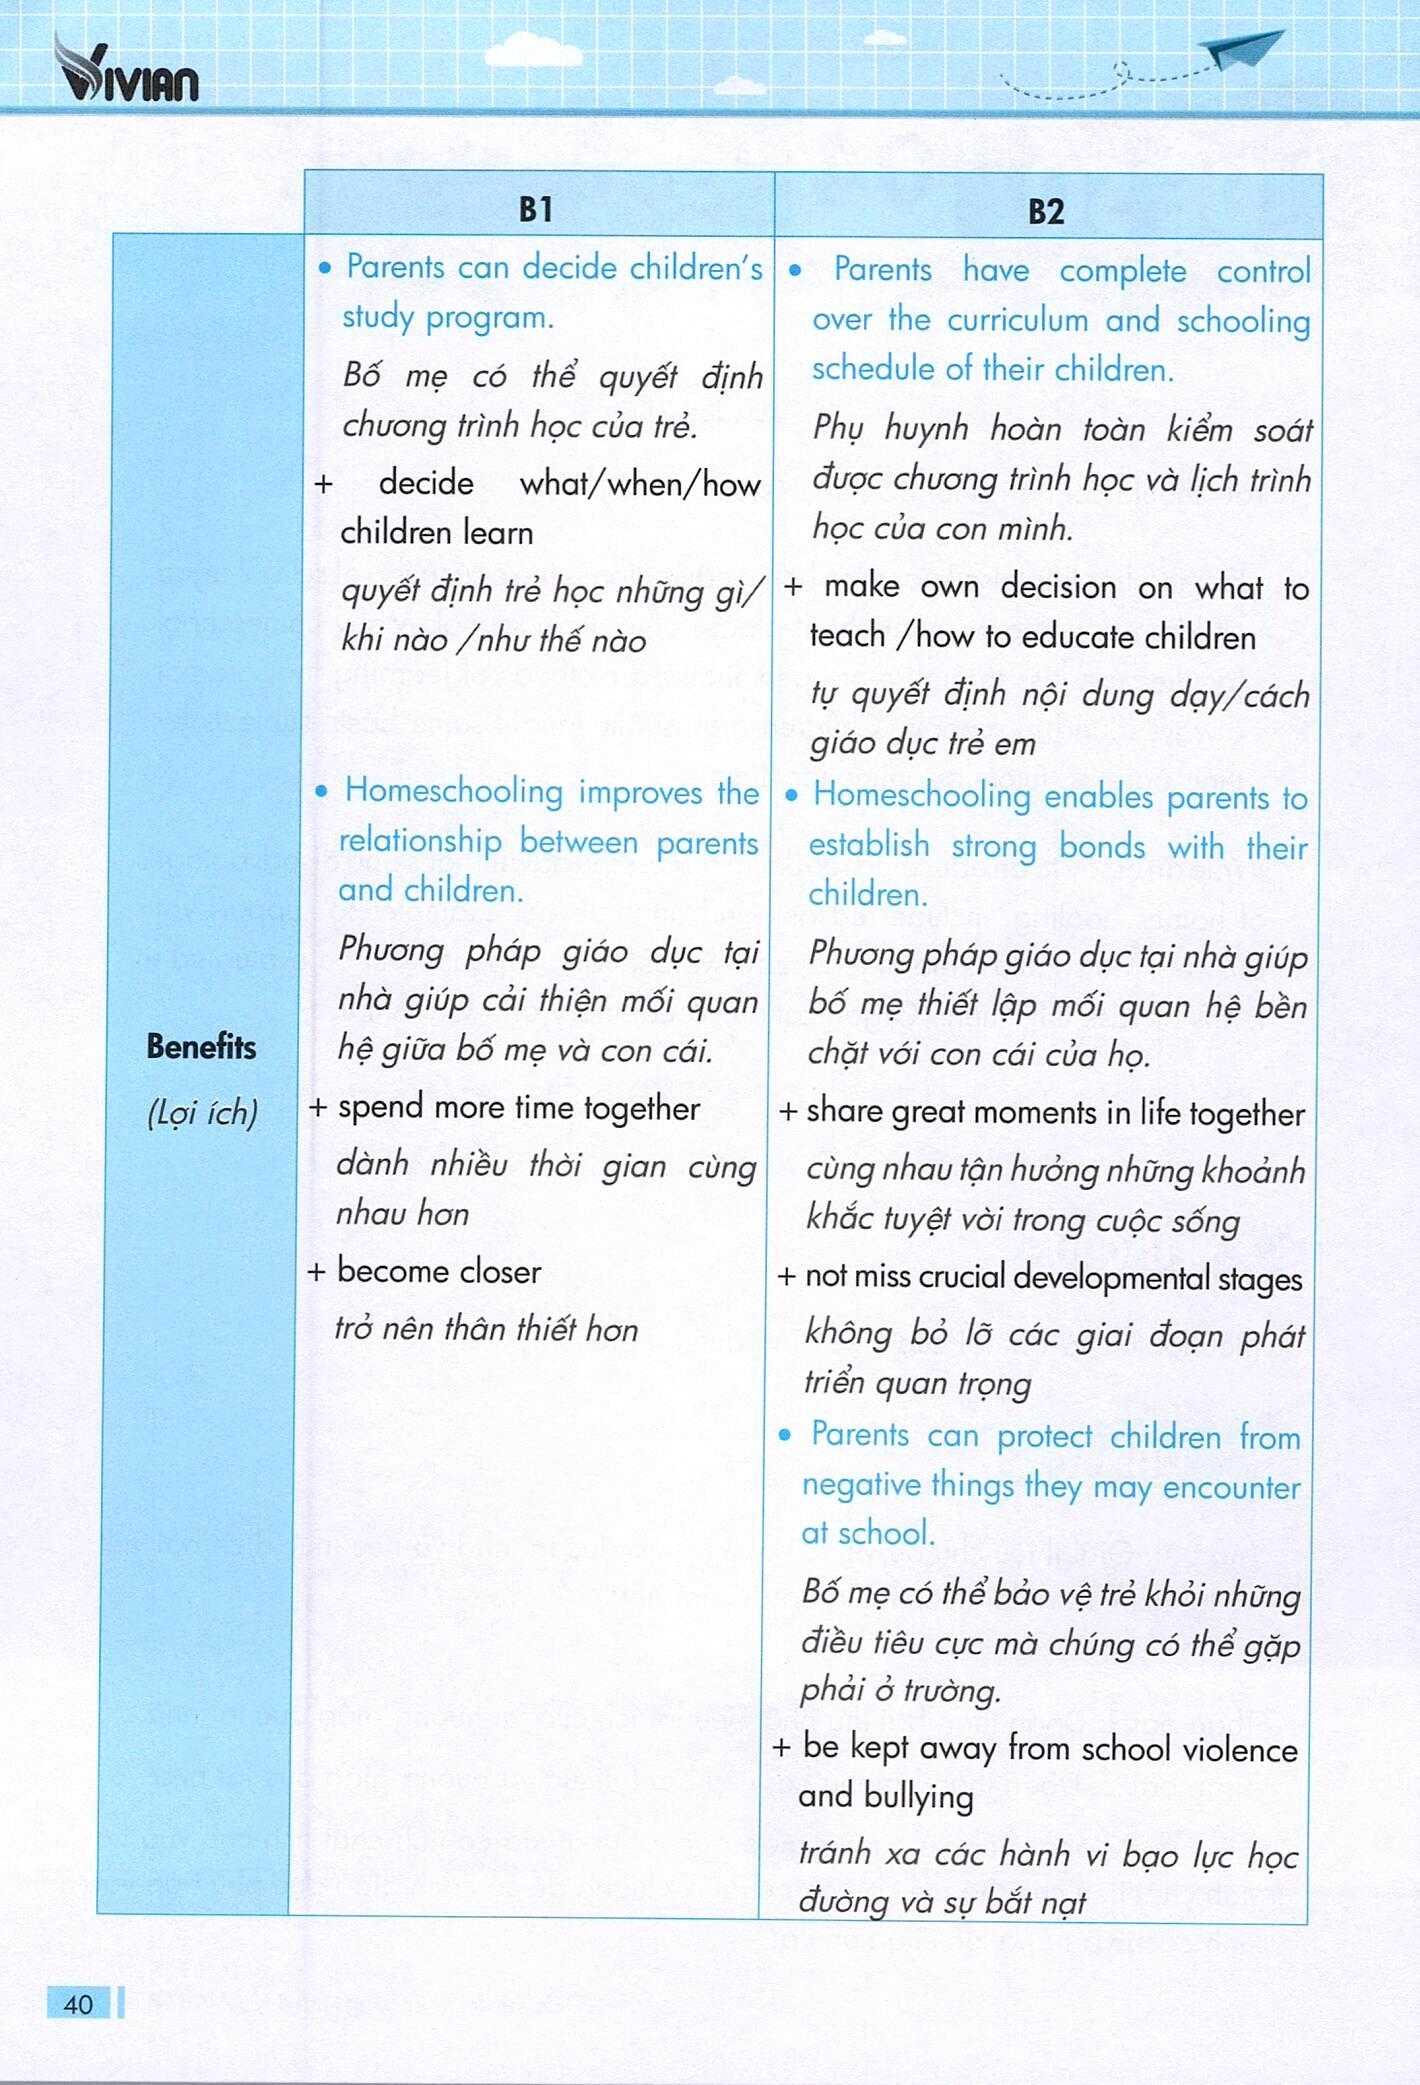 VIVIAN
B1
B2
• Parents can decide children's
study program.
Bố mẹ có thể quyết định
chương trình học của trẻ.
+ decide what/when/how
children learn
quyết định trẻ học những gì/
khi nào /như thế nào
• Homeschooling improves the
relationship between parents
and children.
Phương pháp giáo dục tại
nhà giúp cải thiện mối quan
hệ giữa bố mẹ và con cái.
+ spend more time together
dành nhiều thời gian cùng
nhau hơn
+ become closer
trở nên thân thiết hơn
• Parents have complete control
over the curriculum and schooling
schedule of their children.
Phụ huynh hoàn toàn kiểm soát
được chương trình học và lịch trình
học của con mình.
+ make own decision on what to
teach /how to educate children
tự quyết định nội dung dạy/cách
giáo dục trẻ em
• Homeschooling enables parents to
establish strong bonds with their
children.
Phương pháp giáo dục tại nhà giúp
bố mẹ thiết lập mối quan hệ bền
chặt với con cái của họ.
+ share great moments in life together
cùng nhau tận hưởng những khoảnh
khắc tuyệt vời trong cuộc sống
+ not miss crucial developmental stages
không bỏ lỡ các giai đoạn phát
triển quan trọng
• Parents can protect children from
negative things they may encounter
at school.
Bố mẹ có thể bảo vệ trẻ khỏi những
điều tiêu cực mà chúng có thể gặp
phải ở trường.
+ be kept away from school violence
and bullying
tránh xa các hành vi bạo lực học
đường và sự bắt nạt
Benefits
(Lợi ích)
40